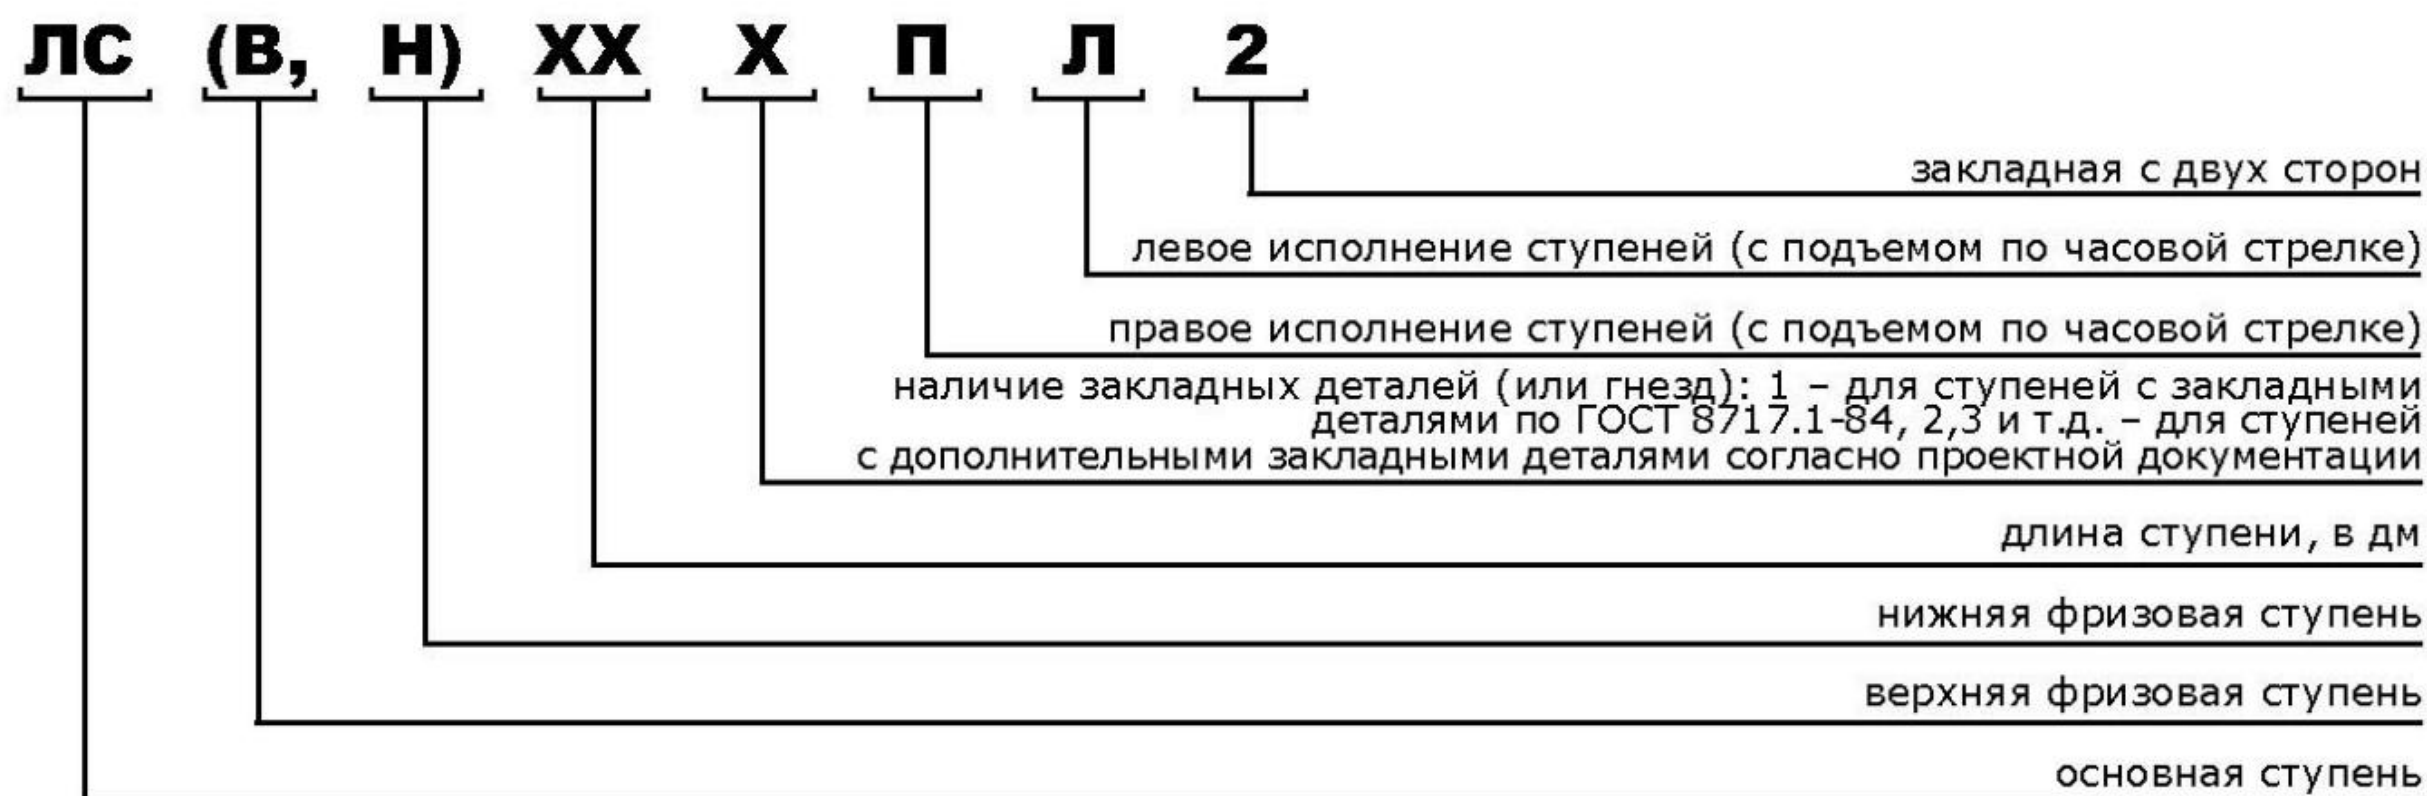 ЛС (В, Н) ХХ Х П Л 2
закладная с двух сторон
левое исполнение ступеней (с подъемом по часовой стрелке)
правое исполнение ступеней (с подъемом по часовой стрелке)
наличие закладных деталей (или гнезд): 1 – для ступеней с закладными
деталями по ГОСТ 8717.1-84, 2,3 и т.д. – для ступеней
с дополнительными закладными деталями согласно проектной документации
длина ступени, в дм
нижняя фризовая ступень
верхняя фризовая ступень
основная ступень